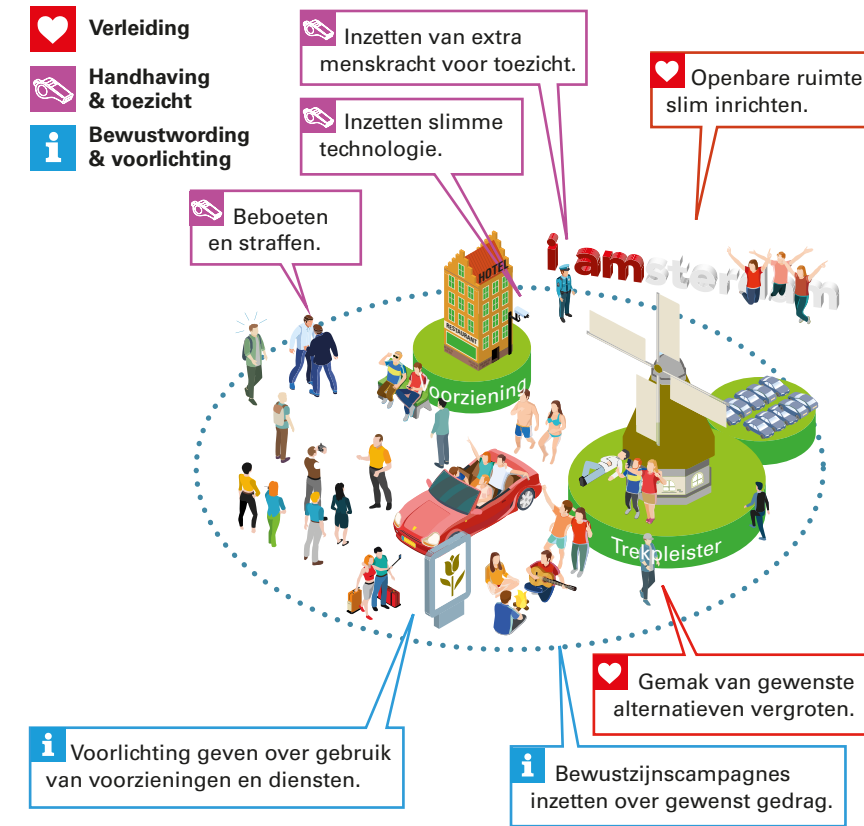 Verleiding
Handhaving
& toezicht
Bewustwording
& voorlichting
Inzetten van extra
menskracht voor toezicht.
Openbare ruimte
slim inrichten.
Inzetten slimme
technologie.
Beboeten
en straffen.
i amsterdam
HOTEL
RESTAURANT
Voorziening
Trekpleister
Gemak van gewenste
alternatieven vergroten.
Voorlichting geven over gebruik
van voorzieningen en diensten.
Bewustzijnscampagnes
inzetten over gewenst gedrag.